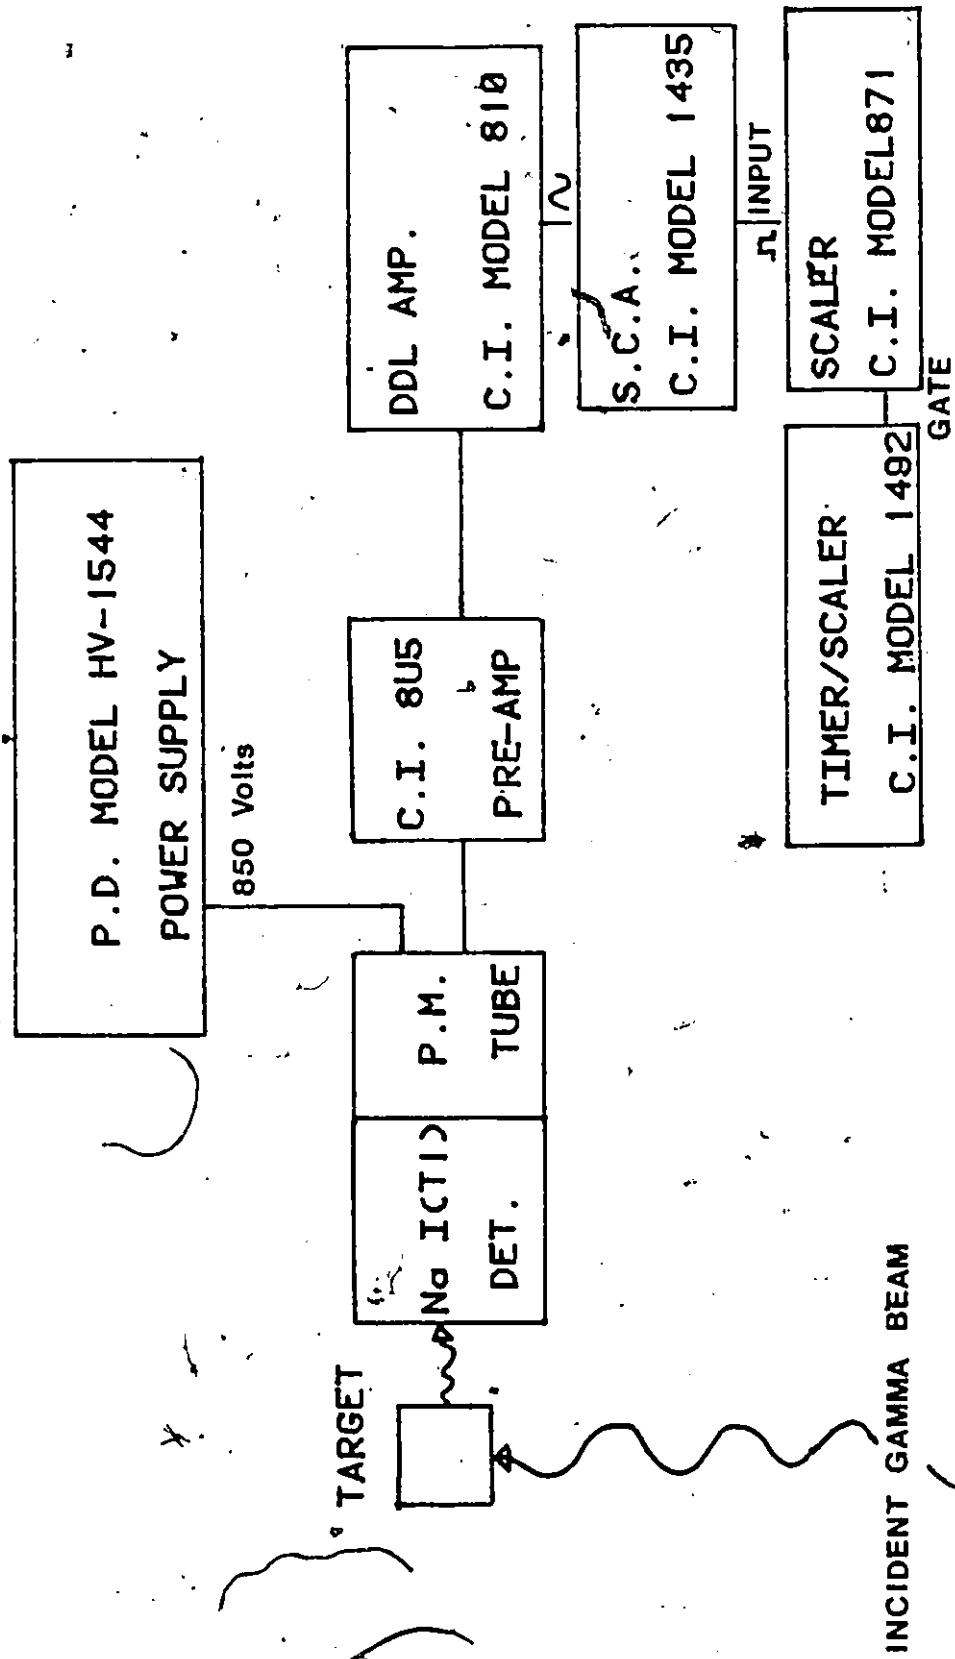 P.D. MODEL HV-1544
POWER SUPPLY
850 Volts
TARGET
Na I(Tl)
DET.
P.M.
TUBE
C.I. 8U5
PRE-AMP
DDL AMP.
C.I. MODEL 810
S.C.A.
C.I. MODEL 1435
INPUT
TIMER/SCALER
C.I. MODEL 1492
SCALER
C.I. MODEL871
GATE
INCIDENT GAMMA BEAM